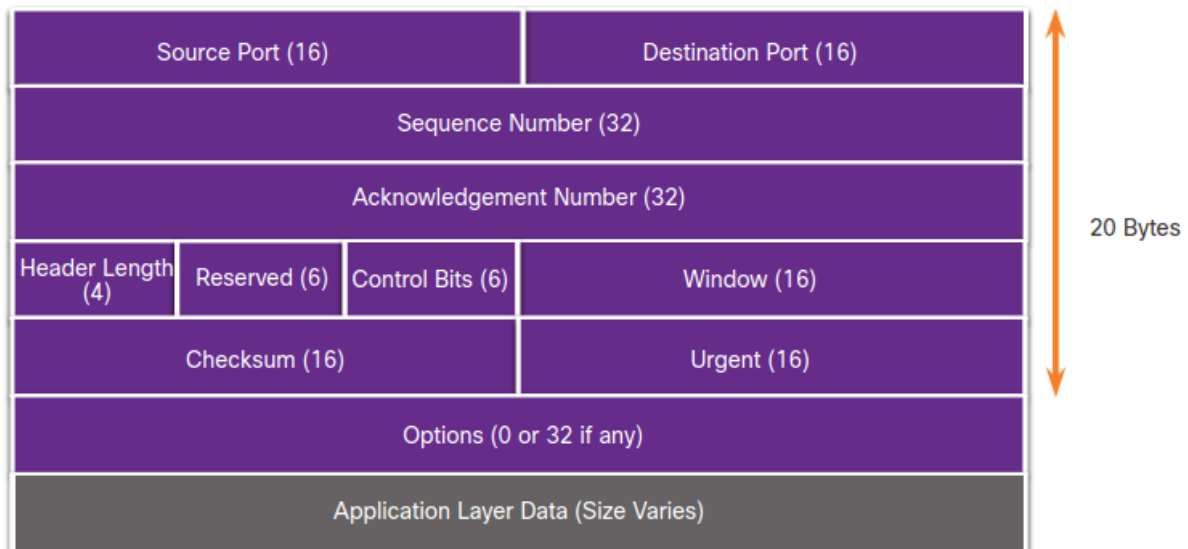 Source Port (16)
Destination Port (16)
Sequence Number (32)
Acknowledgement Number (32)
20 Bytes
Header Length
(4)
Reserved (6)
Control Bits (6)
Window (16)
Checksum (16)
Urgent (16)
Options (0 or 32 if any)
Application Layer Data (Size Varies)